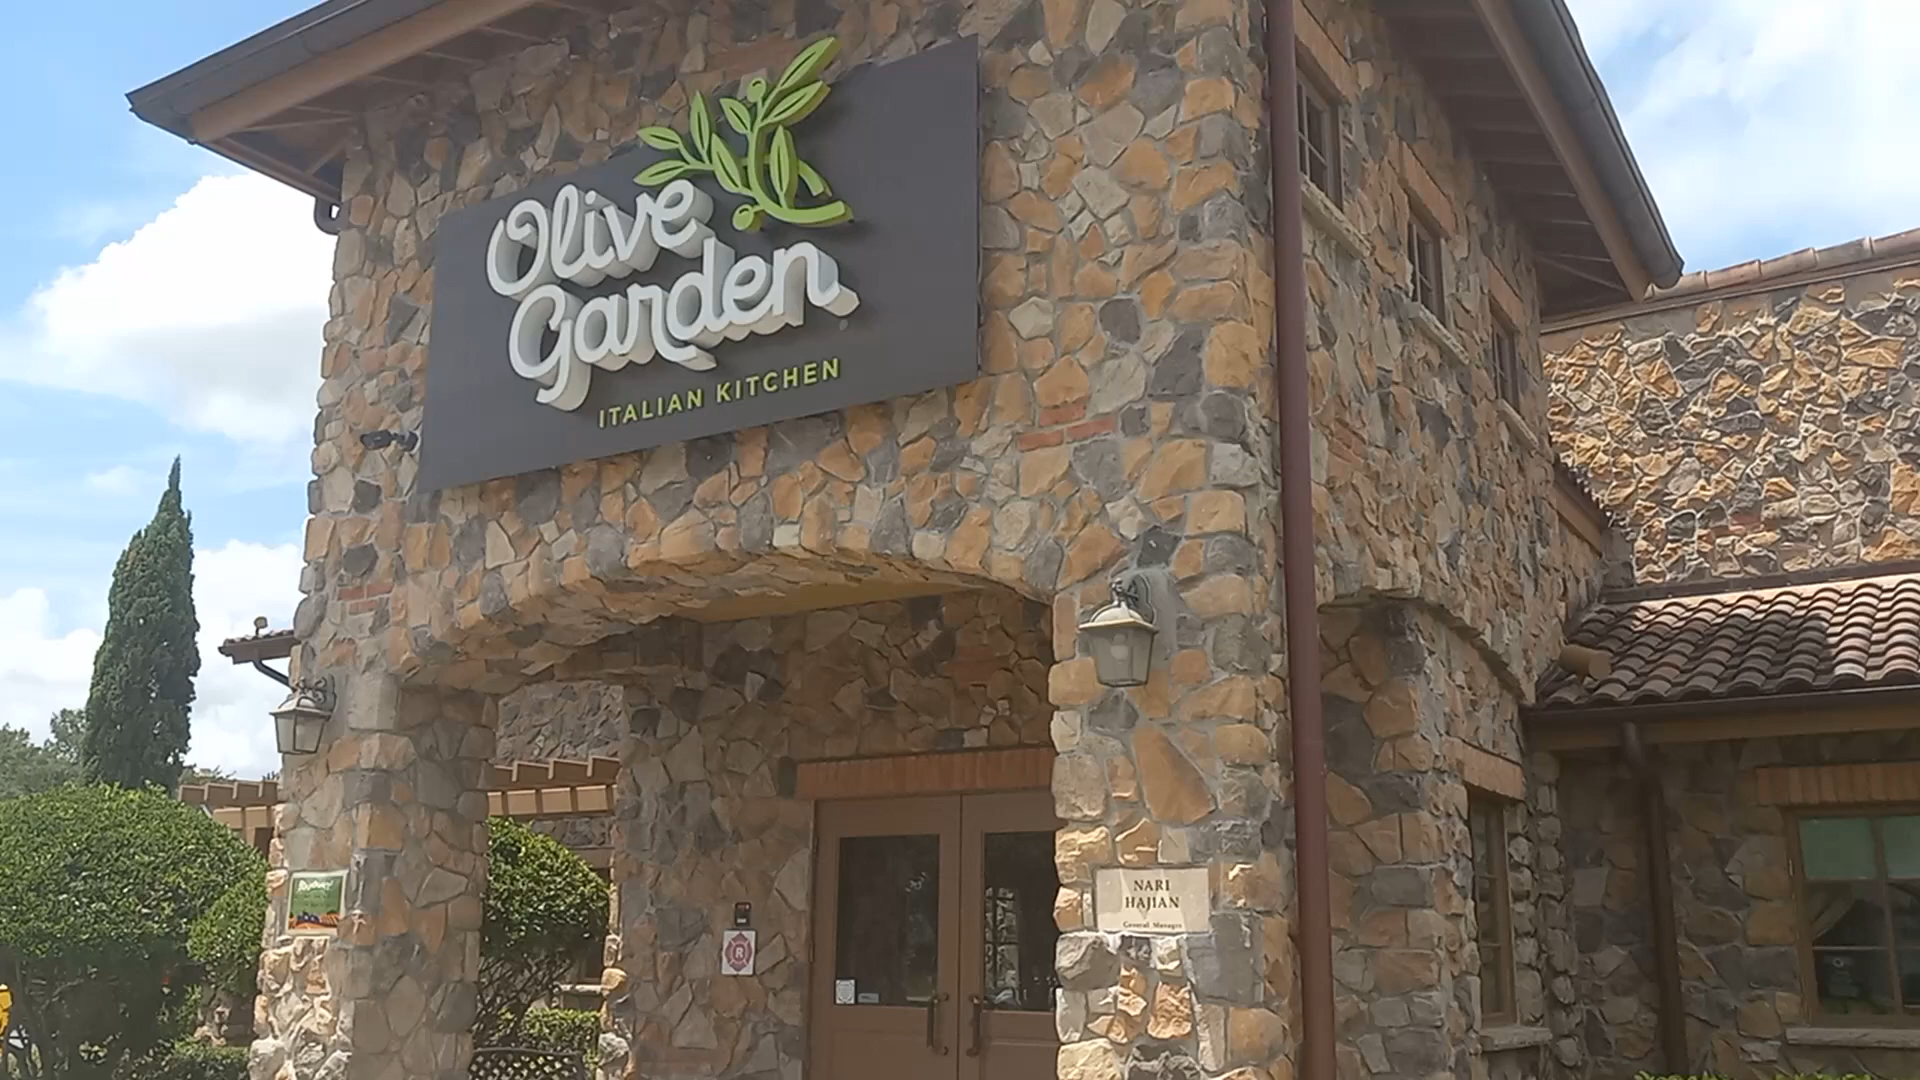 Olive
Garden
ITALIAN KITCHEN
NARI
HAJIAN
General Manager
R